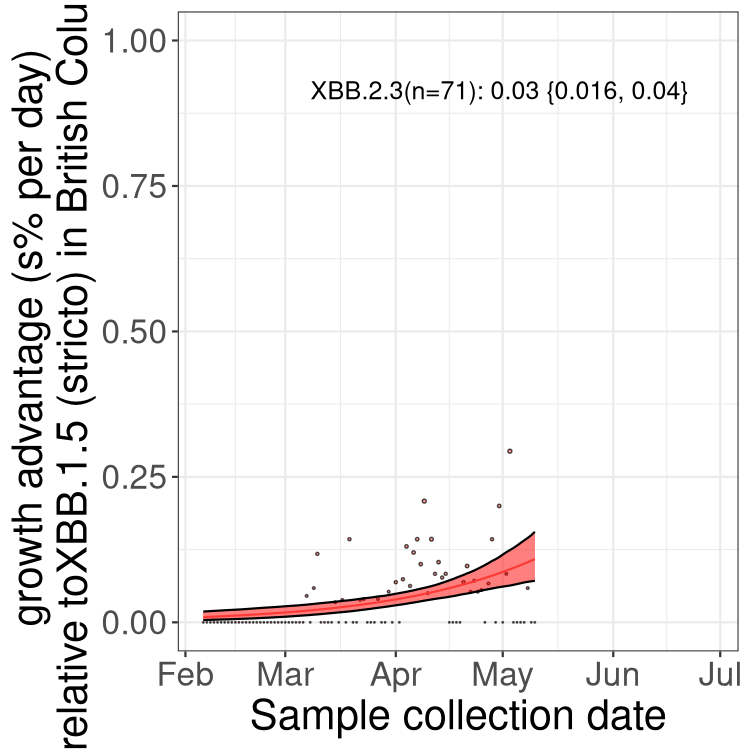 growth advantage (s% per day)
relative toXBB.1.5 (stricto) in British Colu
1.00
0.75
0.50
0.25
0.00
XBB.2.3(n=71): 0.03 {0.016, 0.04}
Feb Mar Apr May Jun Jul
Sample collection date